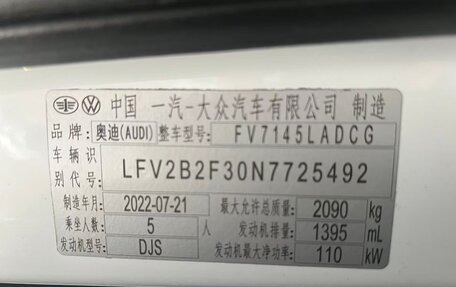 中国 一汽-大众汽车有限公司 制造
品牌: 奥迪(AUDI) 整车型号: FV7145LADCG
车辆识别代号: LFV2B2F30N7725492
制造年月: 2022-07-21 最大允许总质量: 2090 kg
乘坐人数: 5 人 发动机排量: 1395 mL
发动机型号: DJS 发动机最大净功率: 110 kW